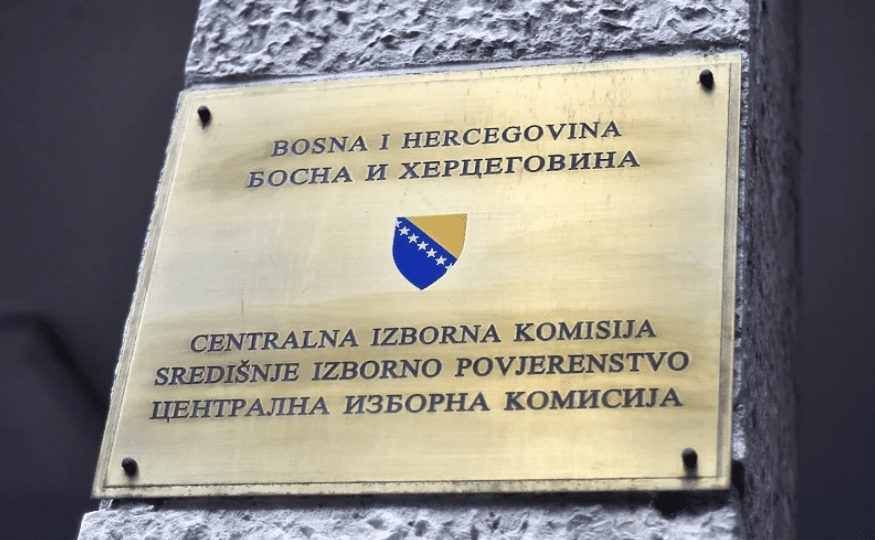 BOSNA I HERCEGOVINA
БОСНА И ХЕРЦЕГОВИНА
CENTRALNA IZBORNA KOMISIJA
SREDIŠNJE IZBORNO POVJERENSTVO
ЦЕНТРАЛНА ИЗБОРНА КОМИСИЈА